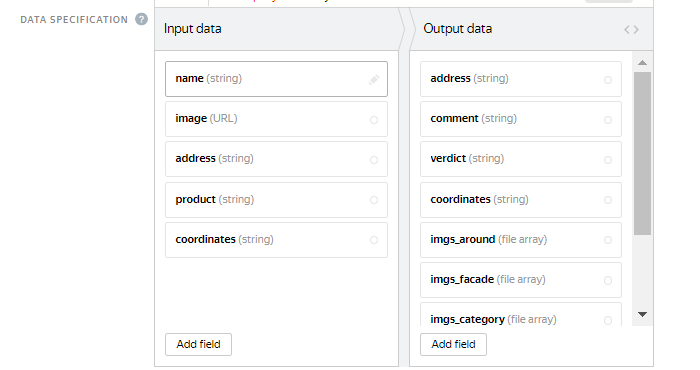 DATA SPECIFICATION ?
Input data
name (string)
image (URL)
address (string)
product (string)
coordinates (string)
Add field
Output data
address (string)
comment (string)
verdict (string)
coordinates (string)
imgs_around (file array)
imgs_facade (file array)
imgs_category (file array)
Add field